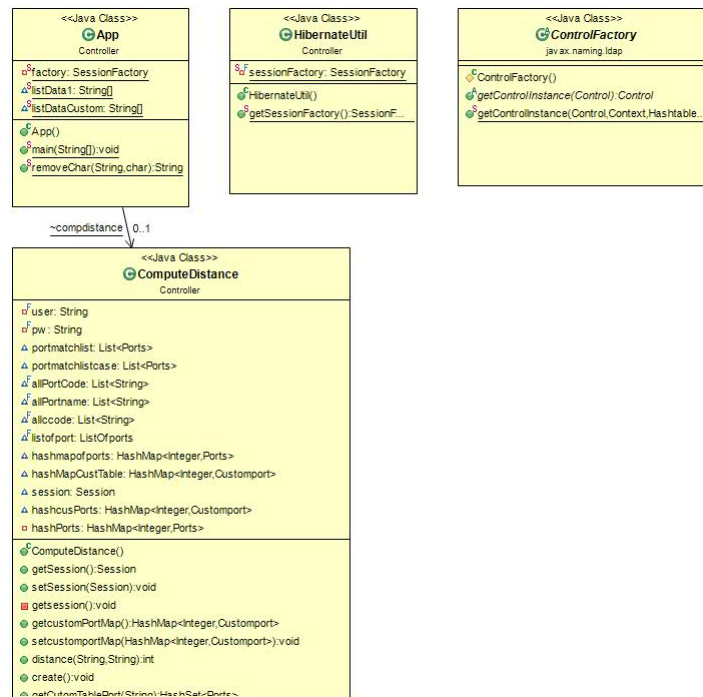 <<Java Class>>
App
Controller
factory: SessionFactory
listData1: String[]
listDataCustom: String[]
App()
main(String[]):void
removeChar(String,char):String
<<Java Class>>
HibernateUtil
Controller
sessionFactory: SessionFactory
HibernateUtil()
getSessionFactory():SessionF...
<<Java Class>>
ControlFactory
javax.naming.ldap
ControlFactory()
getControlInstance(Control):Control
getControlInstance(Control,Context,Hashtable...
~compdistance 0..1
<<Java Class>>
ComputeDistance
Controller
user: String
pw: String
portmatchlist: List<Ports>
portmatchlistcase: List<Ports>
allPortCode: List<String>
allPortname: List<String>
allccode: List<String>
listofport: ListOfports
hashmapofports: HashMap<Integer,Ports>
hashMapCustTable: HashMap<Integer,Customport>
session: Session
hashcusPorts: HashMap<Integer,Customport>
hashPorts: HashMap<Integer,Ports>
ComputeDistance()
getSession():Session
setSession(Session):void
getsession():void
getcustomPortMap():HashMap<Integer,Customport>
setcustomportMap(HashMap<Integer,Customport>):void
distance(String,String):int
create():void
getCutomTablePort(String):HashSet<Ports>